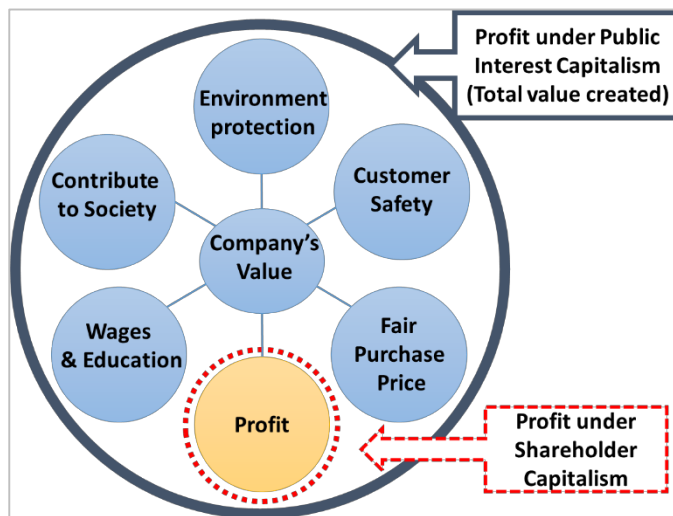 Profit under Public
Interest Capitalism
(Total value created)
Environment
protection
Contribute
to Society
Customer
Safety
Company's
Value
Wages
& Education
Fair
Purchase
Price
Profit
Profit under
Shareholder
Capitalism